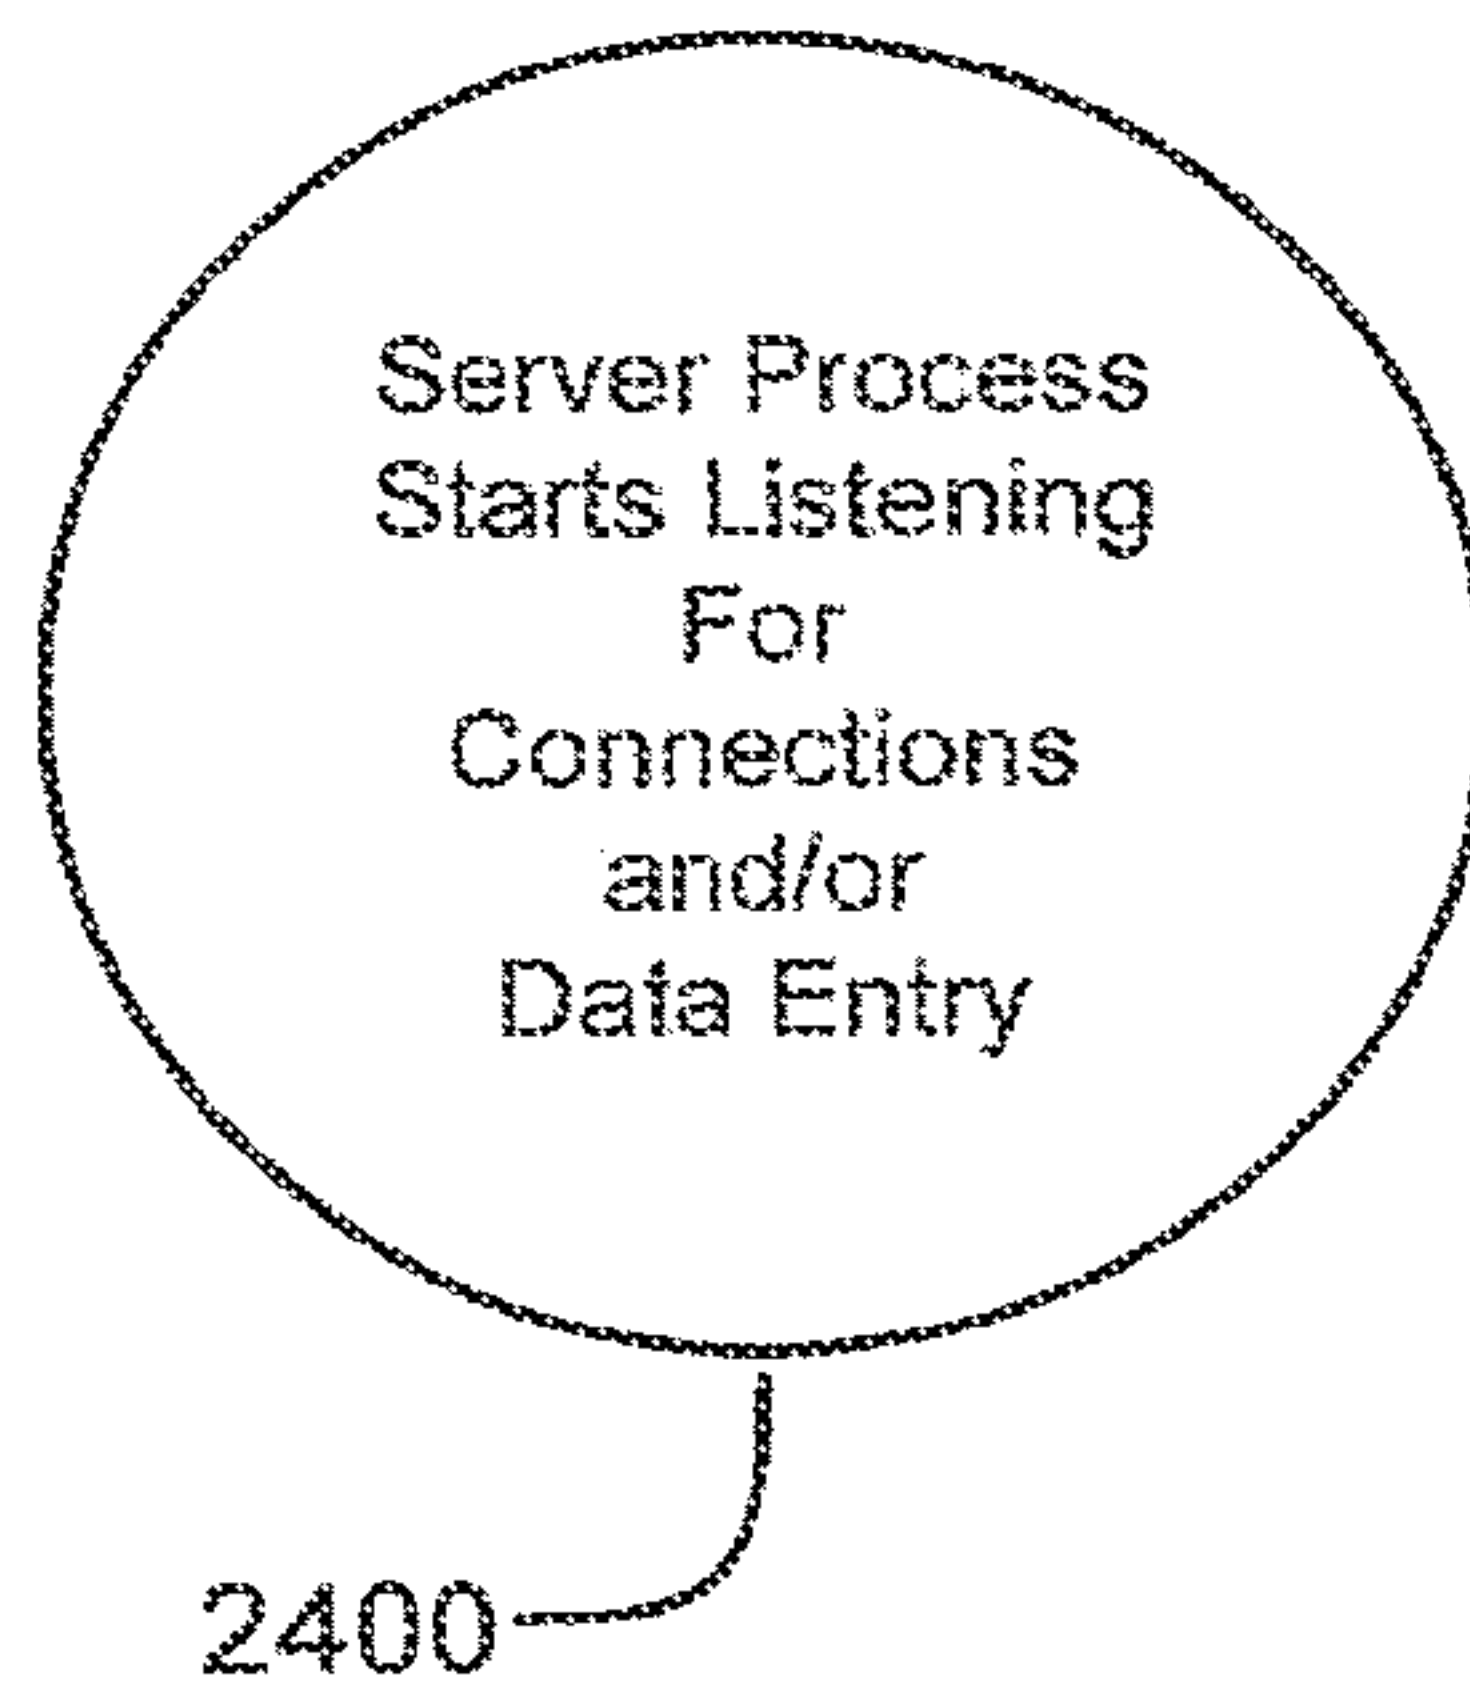 Server Process
Starts Listening
For
Connections
and/or
Data Entry
2400